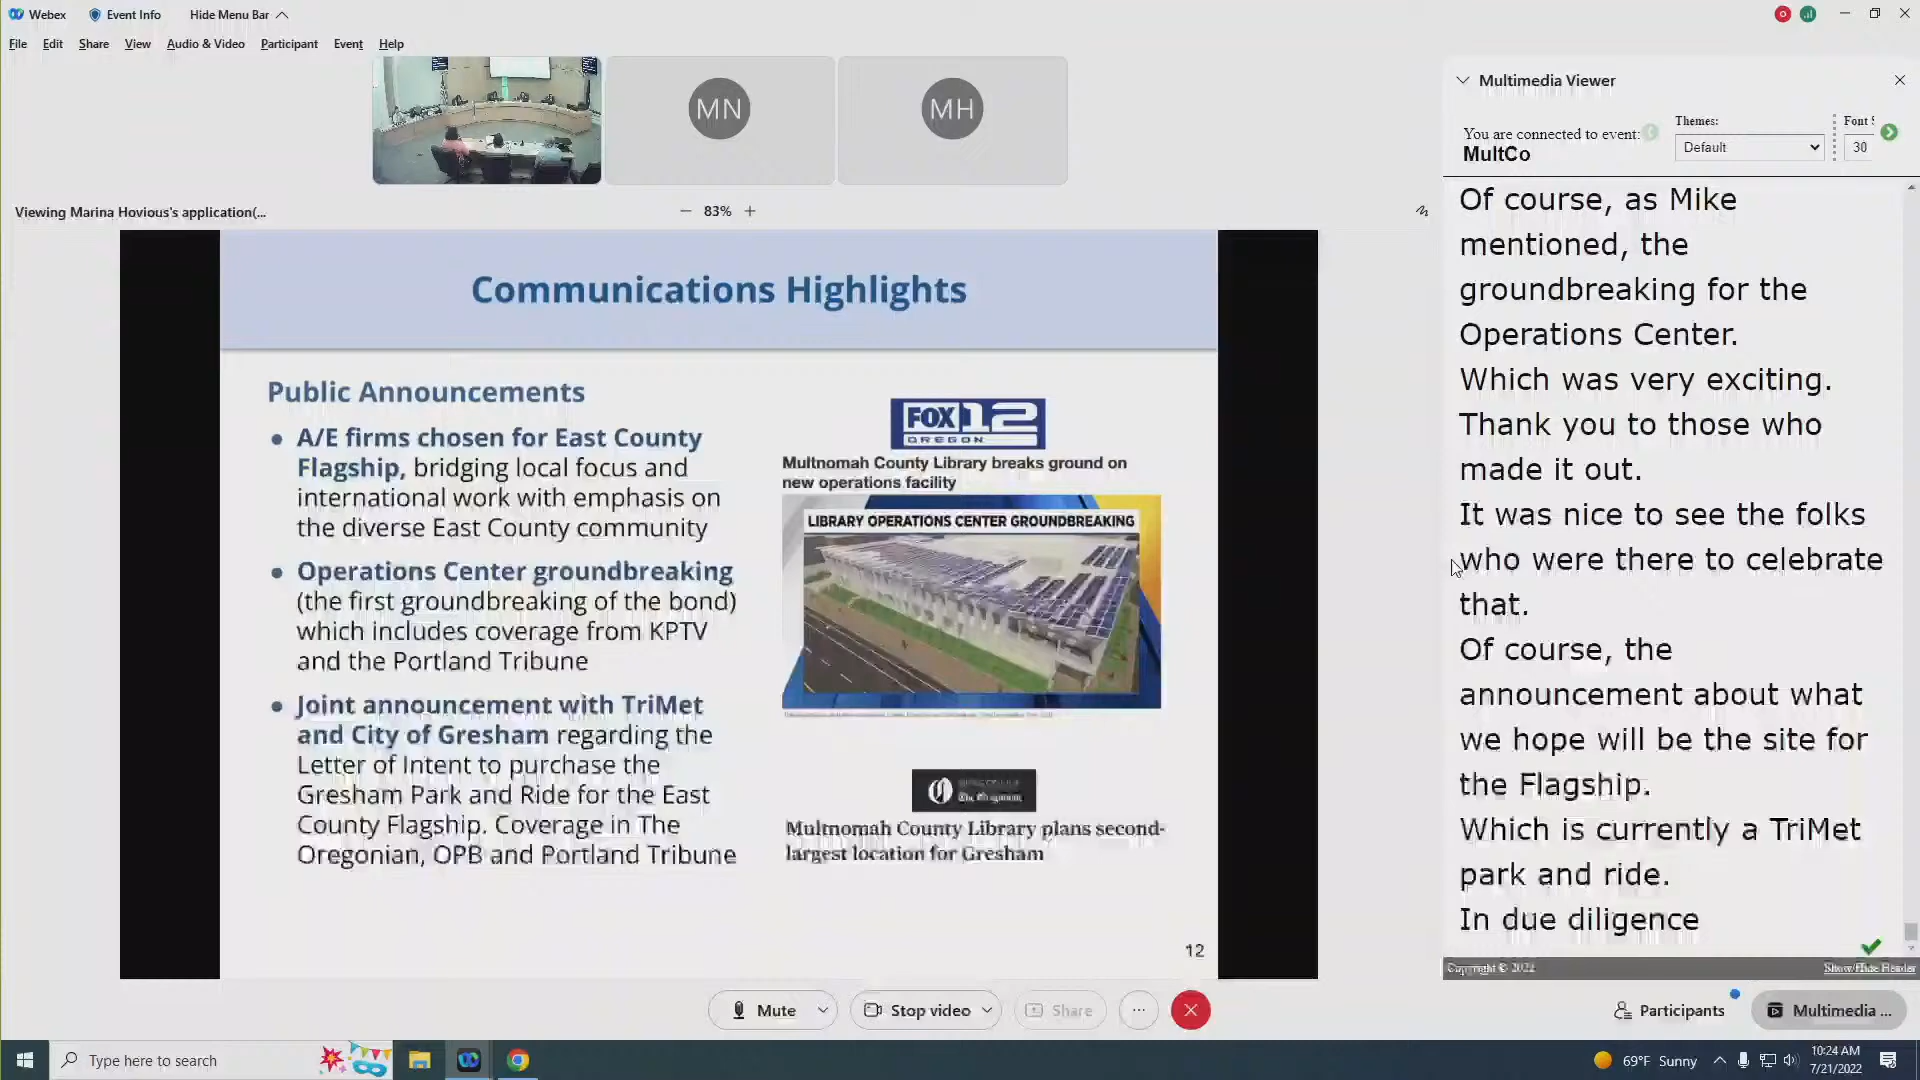 Webex
Event Info
Hide Menu Bar
File Edit Share View Audio & Video Participant Event Help
MN
MH
Viewing Marina Hovious's application(...
83%
Communications Highlights
Public Announcements
• A/E firms chosen for East County
Flagship, bridging local focus and
international work with emphasis on
the diverse East County community
• Operations Center groundbreaking
(the first groundbreaking of the bond)
which includes coverage from KPTV
and the Portland Tribune
• Joint announcement with TriMet
and City of Gresham regarding the
Letter of Intent to purchase the
Gresham Park and Ride for the East
County Flagship. Coverage in The
Oregonian, OPB and Portland Tribune
FOX 12
OREGON
Multnomah County Library breaks ground on
new operations facility
LIBRARY OPERATIONS CENTER GROUNDBREAKING
The Oregonian
Multnomah County Library plans second-
largest location for Gresham
12
Multimedia Viewer
You are connected to event:
MultCo
Themes:
Default
Font
30
Of course, as Mike
mentioned, the
groundbreaking for the
Operations Center.
Which was very exciting.
Thank you to those who
made it out.
It was nice to see the folks
who were there to celebrate
that.
Of course, the
announcement about what
we hope will be the site for
the Flagship.
Which is currently a TriMet
park and ride.
In due diligence
Copyright © 2022
Show/Hide Header
Mute
Stop video
Share
Participants
Multimedia ...
Type here to search
69°F Sunny
10:24 AM
7/21/2022